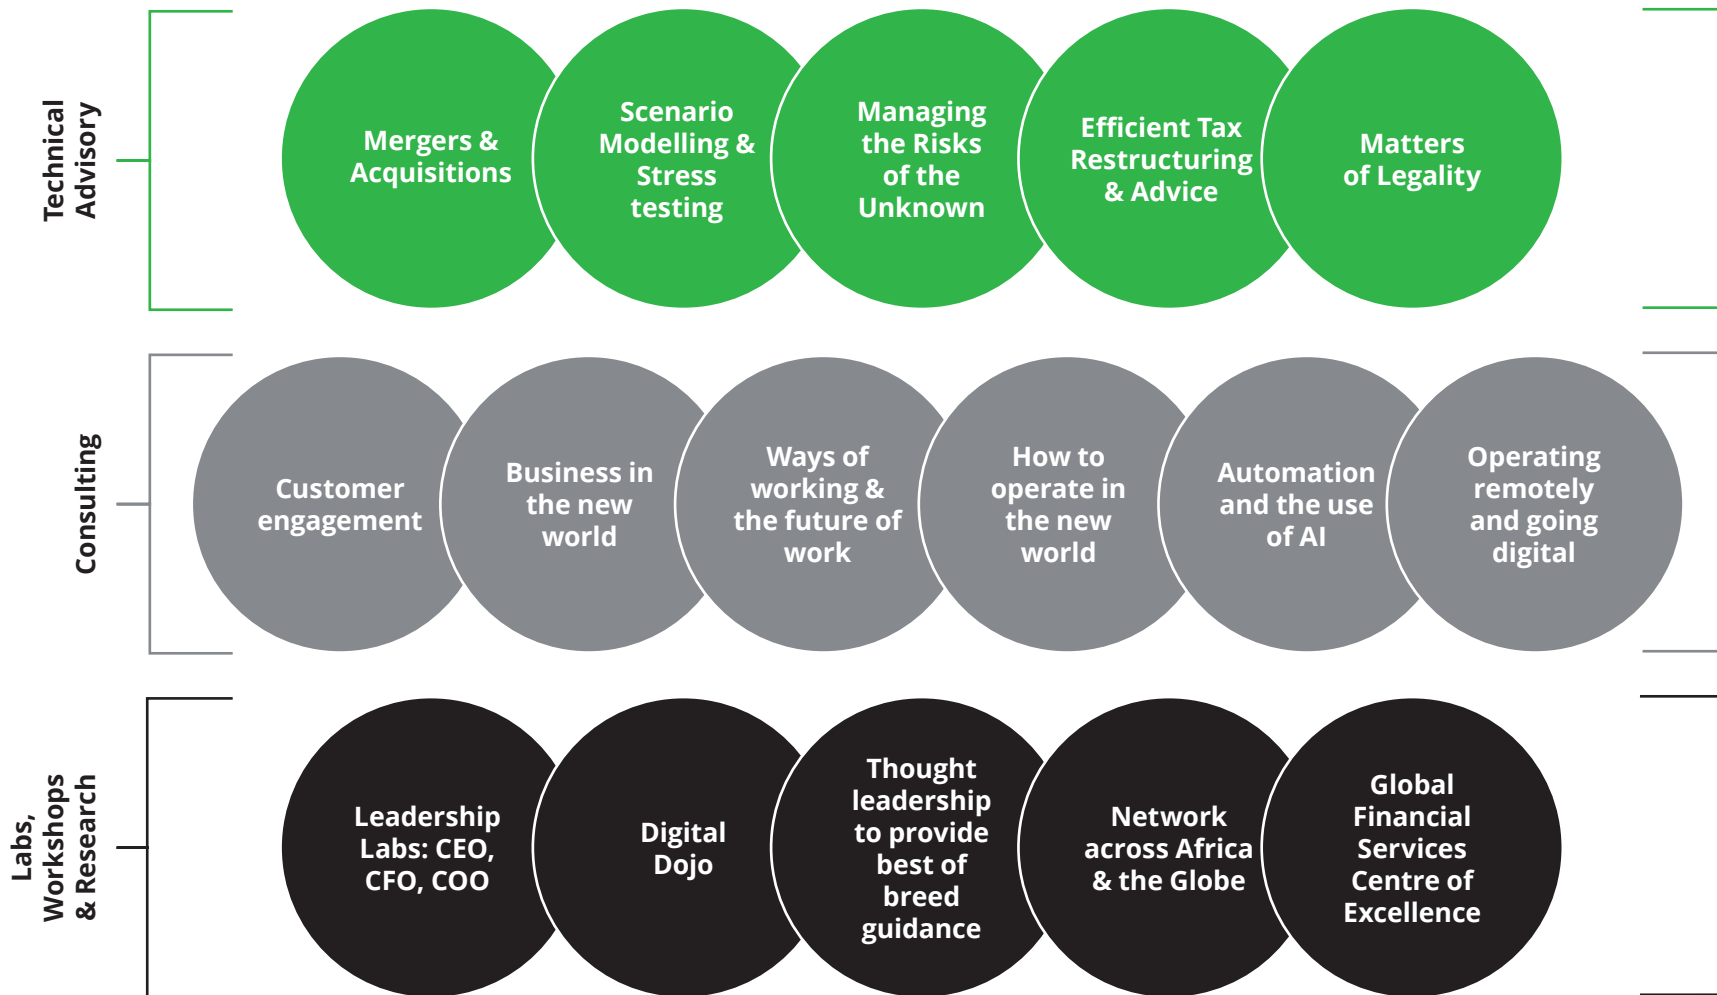 Technical
Advisory
Mergers &
Acquisitions
Scenario
Modelling &
Stress
testing
Managing
the Risks
of the
Unknown
Efficient Tax
Restructuring
& Advice
Matters
of Legality
Consulting
Customer
engagement
Business in
the new
world
Ways of
working &
the future of
work
How to
operate in
the new
world
Automation
and the use
of AI
Operating
remotely
and going
digital
Labs,
Workshops
& Research
Leadership
Labs: CEO,
CFO, COO
Digital
Dojo
Thought
leadership
to provide
best of
breed
guidance
Network
across Africa
& the Globe
Global
Financial
Services
Centre of
Excellence